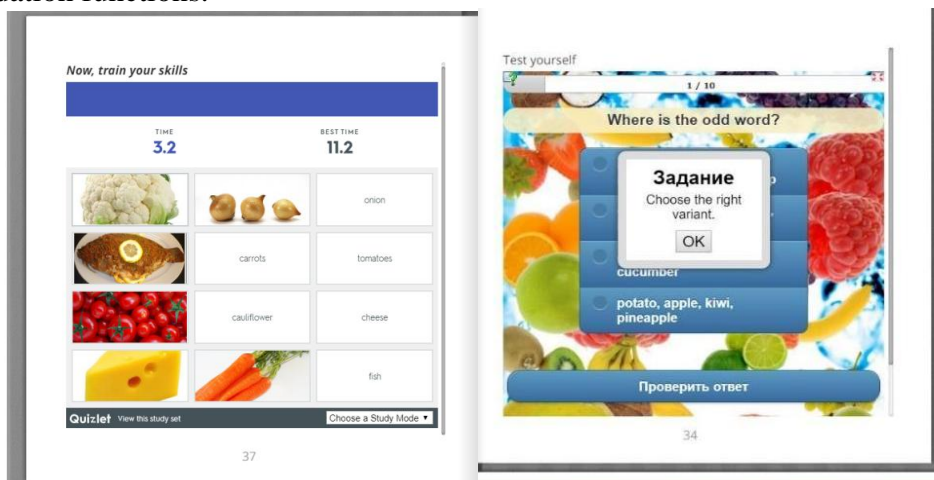 Now, train your skills
TIME
BEST TIME
3.2
11.2
onion
carrots
tomatoes
cauliflower
cheese
fish
Quizlet View this study set
Choose a Study Mode
37
Test yourself
1 / 10
Where is the odd word?
Задание
Choose the right
variant.
OK
cucumber
potato, apple, kiwi,
pineapple
Проверить ответ
34